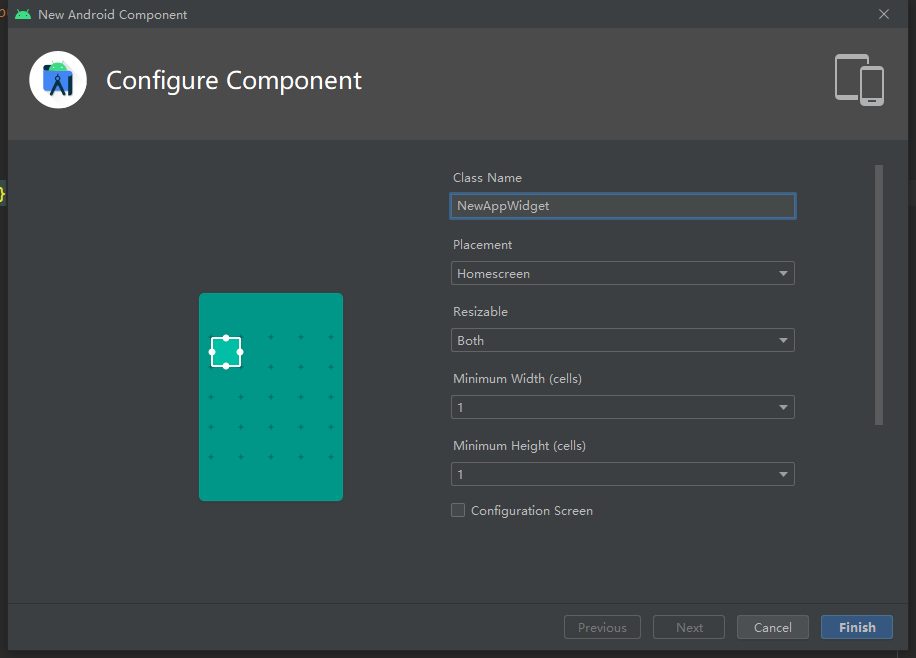 New Android Component
Configure Component
}
Class Name
NewAppWidget
Placement
Homescreen
Resizable
Both
Minimum Width (cells)
1
Minimum Height (cells)
1
Configuration Screen
Previous
Next
Cancel
Finish